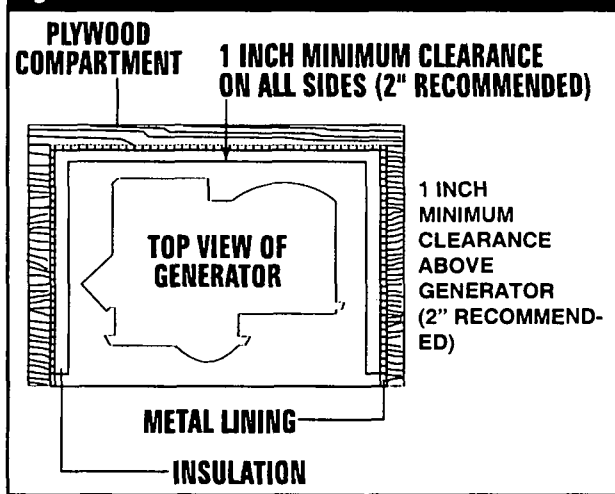 PLYWOOD
COMPARTMENT
1 INCH MINIMUM CLEARANCE
ON ALL SIDES (2" RECOMMENDED)
1 INCH
MINIMUM
CLEARANCE
ABOVE
GENERATOR
(2" RECOMMEND-
ED)
TOP VIEW OF
GENERATOR
METAL LINING
INSULATION